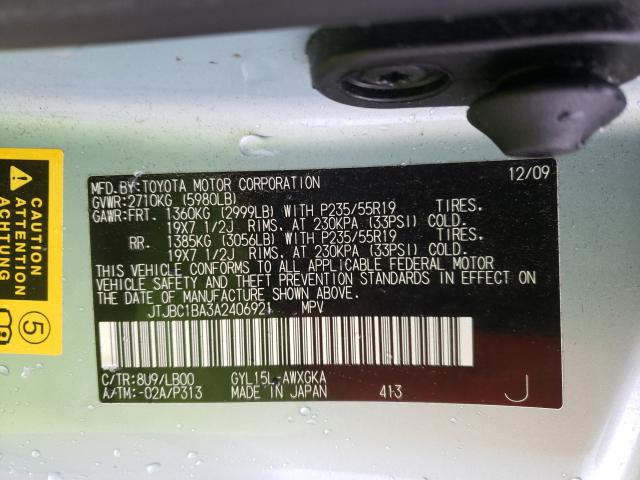 12/09
MFD.BY:TOYOTA MOTOR CORPORATION
GVWR:2710KG (5980LB)
GAWR:FRT. 1360KG (2999LB) WITH P235/55R19 TIRES.
19X7 1/2J RIMS. AT 230KPA (33PSI) COLD.
RR. 1385KG (3056LB) WITH P235/55R19 TIRES.
19X7 1/2J RIMS. AT 230KPA (33PSI) COLD.
THIS VEHICLE CONFORMS TO ALL APPLICABLE FEDERAL MOTOR
VEHICLE SAFETY AND THEFT PREVENTION STANDARDS IN EFFECT ON
THE DATE OF MANUFACTURE SHOWN ABOVE.
JTJBC1BA3A2406921 MPV
C/TR:8U9/LB00 GYL15L-AWXGKA
A/TM:-02A/P313 MADE IN JAPAN 413 J
CAUTION
ATTENTION
5